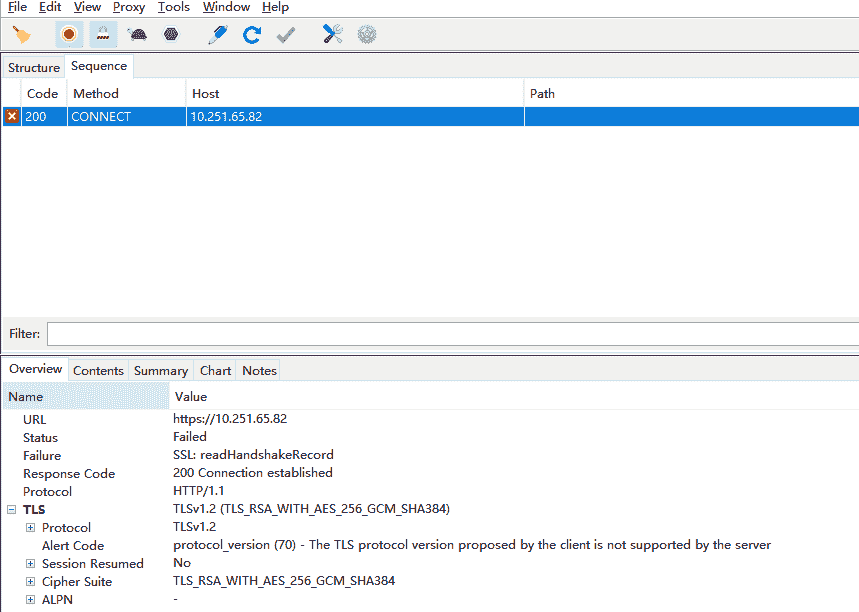 File Edit View Proxy Tools Window Help
Structure Sequence
Code Method Host Path
200 CONNECT 10.251.65.82
Filter:
Overview Contents Summary Chart Notes
Name Value
URL https://10.251.65.82
Status Failed
Failure SSL: readHandshakeRecord
Response Code 200 Connection established
Protocol HTTP/1.1
TLS TLSv1.2 (TLS_RSA_WITH_AES_256_GCM_SHA384)
Protocol TLSv1.2
Alert Code protocol_version (70) - The TLS protocol version proposed by the client is not supported by the server
Session Resumed No
Cipher Suite TLS_RSA_WITH_AES_256_GCM_SHA384
ALPN -